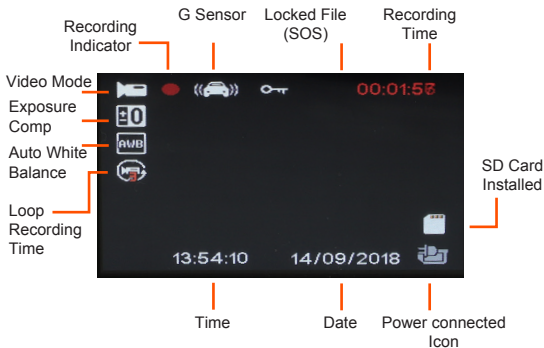 Recording
Indicator
G Sensor
Locked File
(SOS)
Recording
Time
Video Mode
00:01:56
Exposure
Comp
±0
Auto White
Balance
AWB
Loop
Recording
Time
SD Card
Installed
13:54:10
14/09/2018
Time
Date
Power connected
Icon